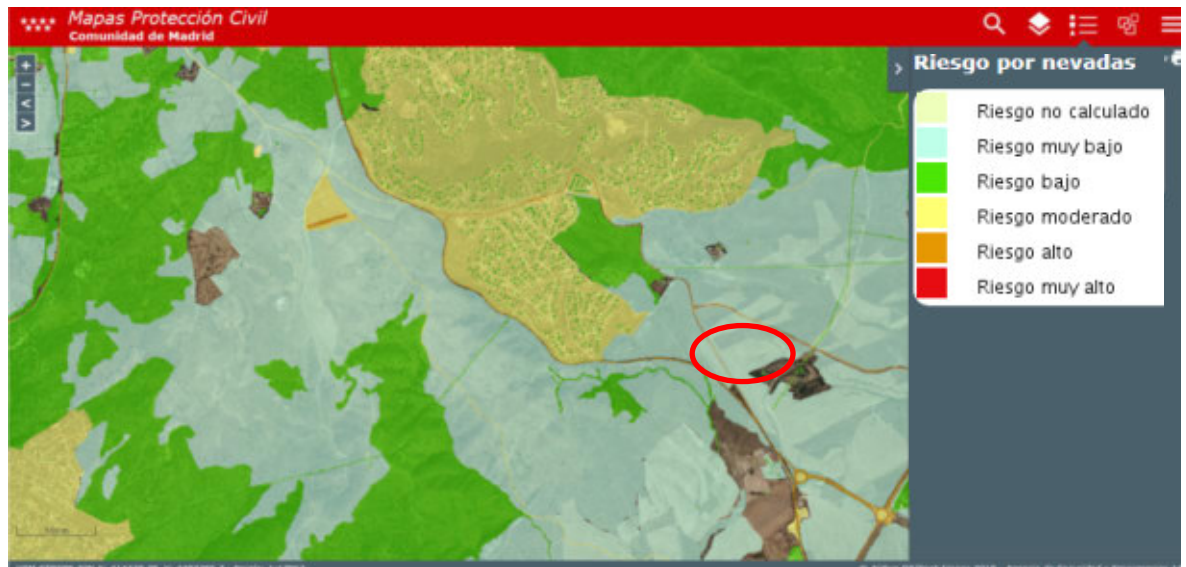 Mapas Protección Civil
Comunidad de Madrid
Riesgo por nevadas
Riesgo no calculado
Riesgo muy bajo
Riesgo bajo
Riesgo moderado
Riesgo alto
Riesgo muy alto